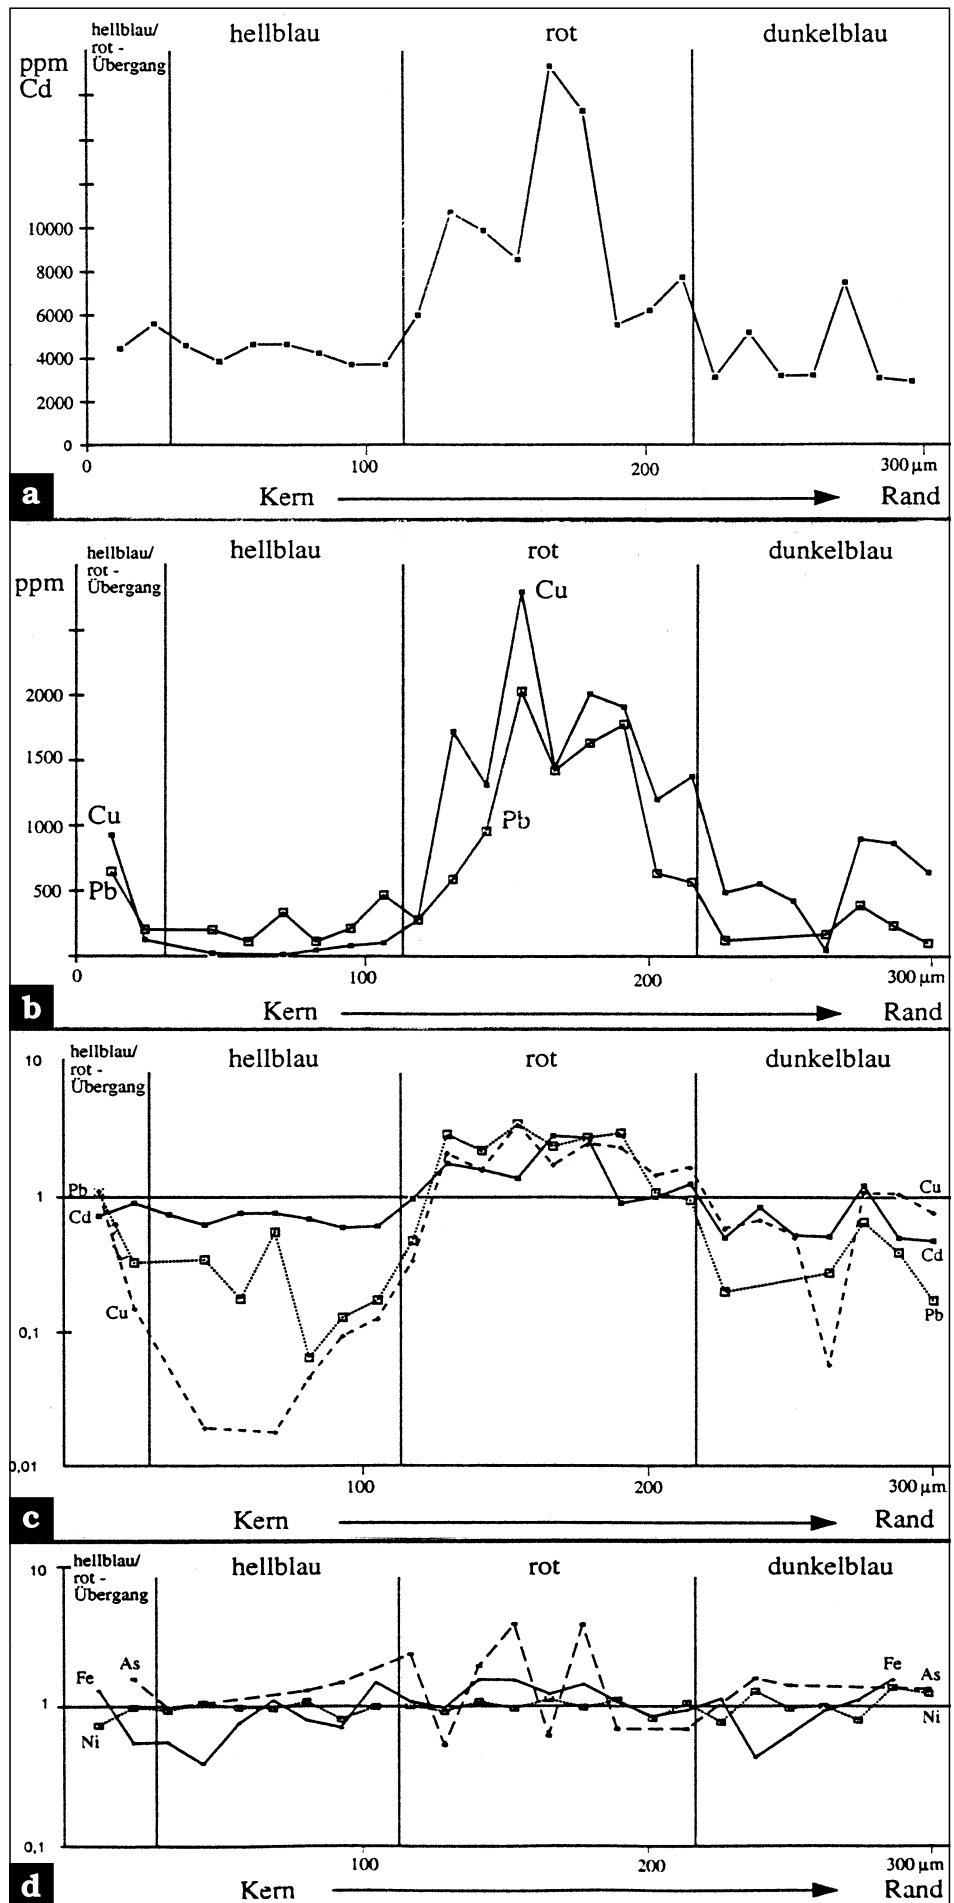 hellblau/
rot -
Übergang
hellblau
rot
dunkelblau
ppm
Cd
10000
8000
6000
4000
2000
0
0
100
200
300 µm
a
Kern
Rand
hellblau/
rot -
Übergang
hellblau
rot
dunkelblau
ppm
Cu
2000
1500
1000
Cu
Pb
500
Pb
0
100
200
300 µm
b
Kern
Rand
hellblau/
rot -
Übergang
hellblau
rot
dunkelblau
10
Pb
1
Cd
Cu
Cu
Cd
Pb
0,1
0,01
100
200
300 µm
c
Kern
Rand
hellblau/
rot -
Übergang
hellblau
rot
dunkelblau
10
Fe
As
Fe
As
1
Ni
Ni
0,1
100
200
300 µm
d
Kern
Rand